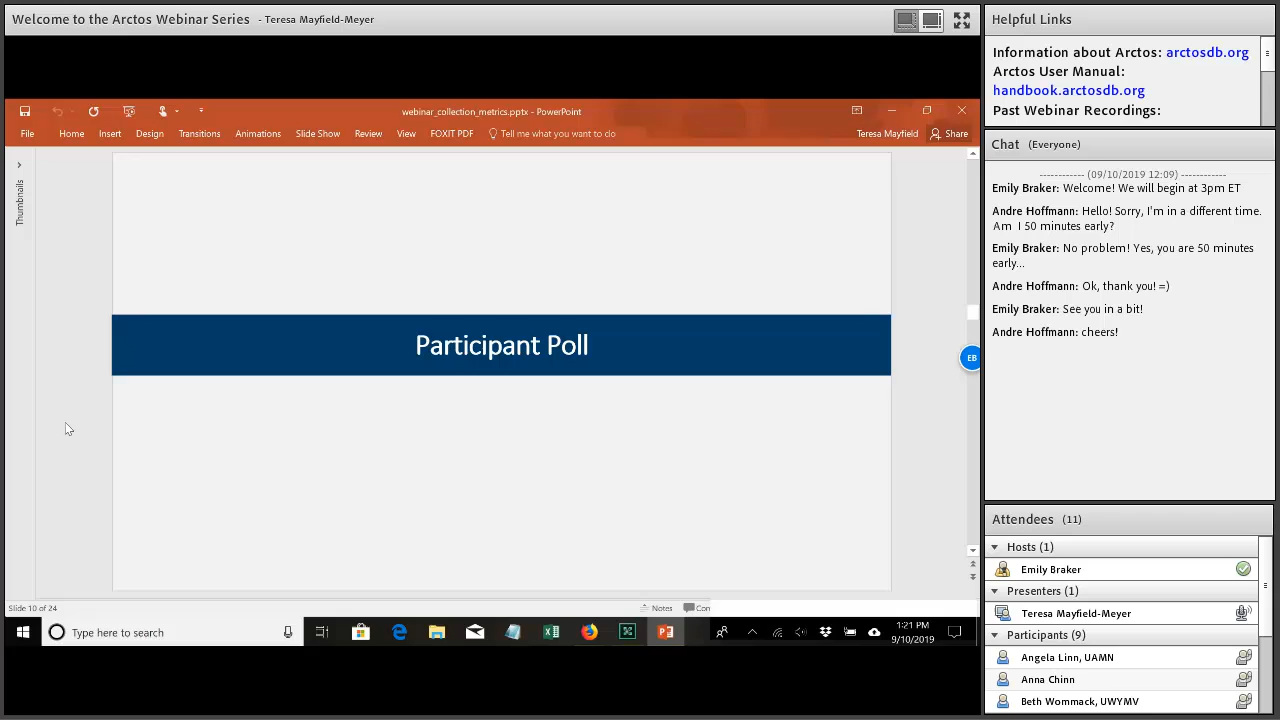 Welcome to the Arctos Webinar Series - Teresa Mayfield-Meyer
webinar_collection_metrics.pptx - PowerPoint
File Home Insert Design Transitions Animations Slide Show Review View FOXIT PDF Tell me what you want to do Teresa Mayfield Share
Thumbnails
Participant Poll
EB
Slide 10 of 24 Notes Con
Type here to search
1:21 PM
9/10/2019
Helpful Links
Information about Arctos: arctosdb.org
Arctos User Manual:
handbook.arctosdb.org
Past Webinar Recordings:
Chat (Everyone)
------------ (09/10/2019 12:09) -----------
Emily Braker: Welcome! We will begin at 3pm ET
Andre Hoffmann: Hello! Sorry, I'm in a different time.
Am I 50 minutes early?
Emily Braker: No problem! Yes, you are 50 minutes
early...
Andre Hoffmann: Ok, thank you! =)
Emily Braker: See you in a bit!
Andre Hoffmann: cheers!
Attendees (11)
Hosts (1)
Emily Braker
Presenters (1)
Teresa Mayfield-Meyer
Participants (9)
Angela Linn, UAMN
Anna Chinn
Beth Wommack, UWYMV